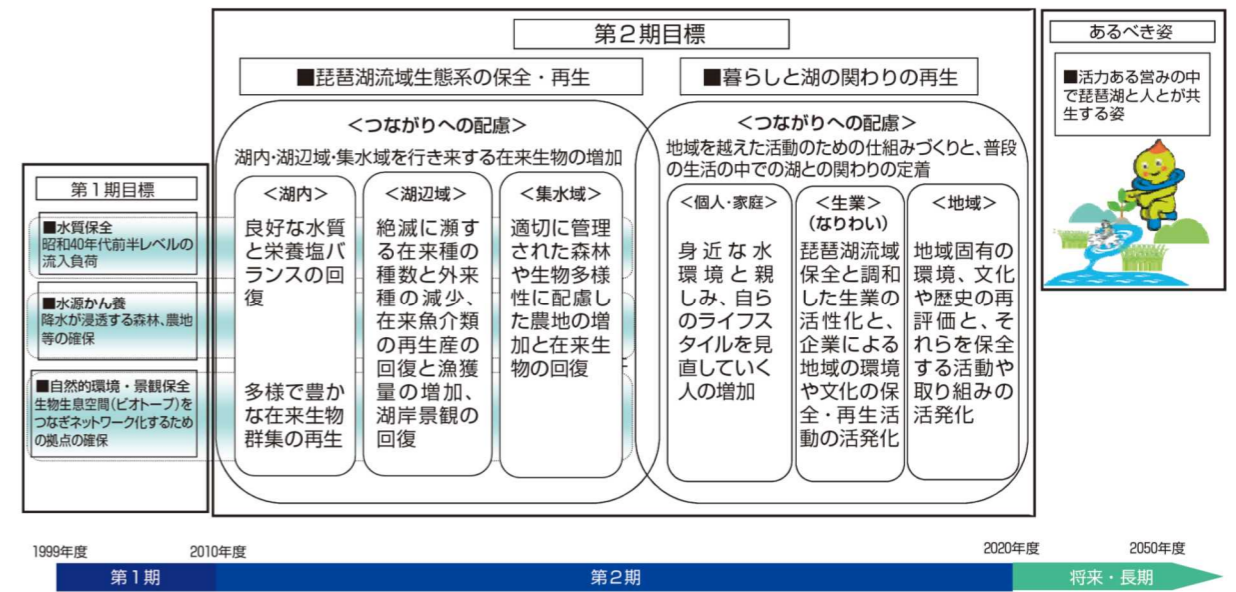 第1期目標
■水質保全
昭和40年代前半レベルの
流入負荷
■水源かん養
降水が浸透する森林、農地
等の確保
■自然的環境・景観保全
生物生息空間(ビオトープ)を
つなぎネットワーク化するため
の拠点の確保
第2期目標
■琵琶湖流域生態系の保全・再生
<つながりへの配慮>
湖内・湖辺域・集水域を行き来する在来生物の増加
<湖内>
良好な水質
と栄養塩バ
ランスの回
復
多様で豊か
な在来生物
群集の再生
<湖辺域>
絶滅に瀕す
る在来種の
種数と外来
種の減少、
在来魚介類
の再生産の
回復と漁獲
量の増加、
湖岸景観の
回復
<集水域>
適切に管理
された森林
や生物多様
性に配慮し
た農地の増
加と在来生
物の回復
■暮らしと湖の関わりの再生
<つながりへの配慮>
地域を越えた活動のための仕組みづくりと、普段
の生活の中での湖との関わりの定着
<個人・家庭>
身近な水
環境と親
しみ、自ら
のライフス
タイルを見
直していく
人の増加
<生業>
(なりわい)
琵琶湖流域
保全と調和
した生業の
活性化と、
企業による
地域の環境
や文化の保
全・再生活
動の活発化
<地域>
地域固有の
環境、文化
や歴史の再
評価と、そ
れらを保全
する活動や
取り組みの
活発化
あるべき姿
■活力ある営みの中
で琵琶湖と人とが共
生する姿
1999年度
2010年度
2020年度
2050年度
第1期
第2期
将来・長期